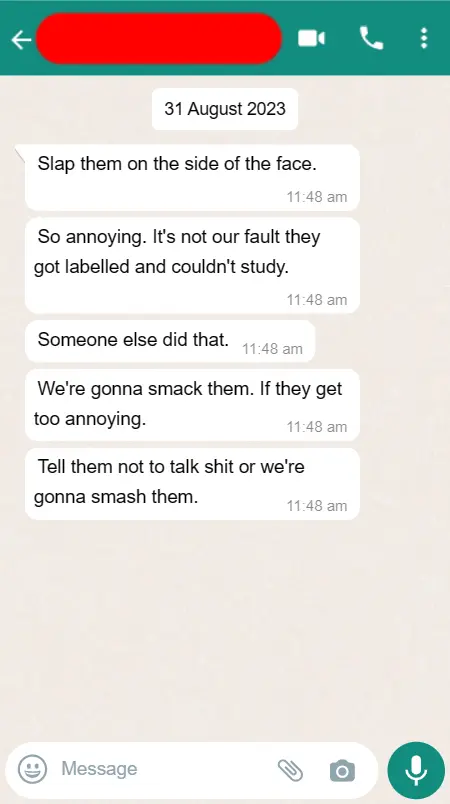 31 August 2023
Slap them on the side of the face.
11:48 am
So annoying. It's not our fault they
got labelled and couldn't study.
11:48 am
Someone else did that.
11:48 am
We're gonna smack them. If they get
too annoying.
11:48 am
Tell them not to talk shit or we're
gonna smash them.
11:48 am
Message